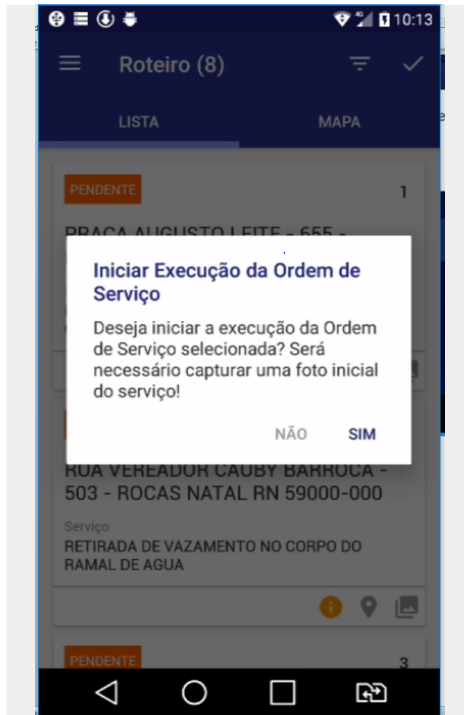 10:13
Roteiro (8)
LISTA
MAPA
PENDENTE
1
PRAÇA AUGUSTO LEITE - 655 -
Iniciar Execução da Ordem de
Serviço
Deseja iniciar a execução da Ordem
de Serviço selecionada? Será
necessário capturar uma foto inicial
do serviço!
NÃO
SIM
RUA VEREADOR CAUBY BARROCA -
503 - ROCAS NATAL RN 59000-000
Serviço
RETIRADA DE VAZAMENTO NO CORPO DO
RAMAL DE AGUA
PENDENTE
3